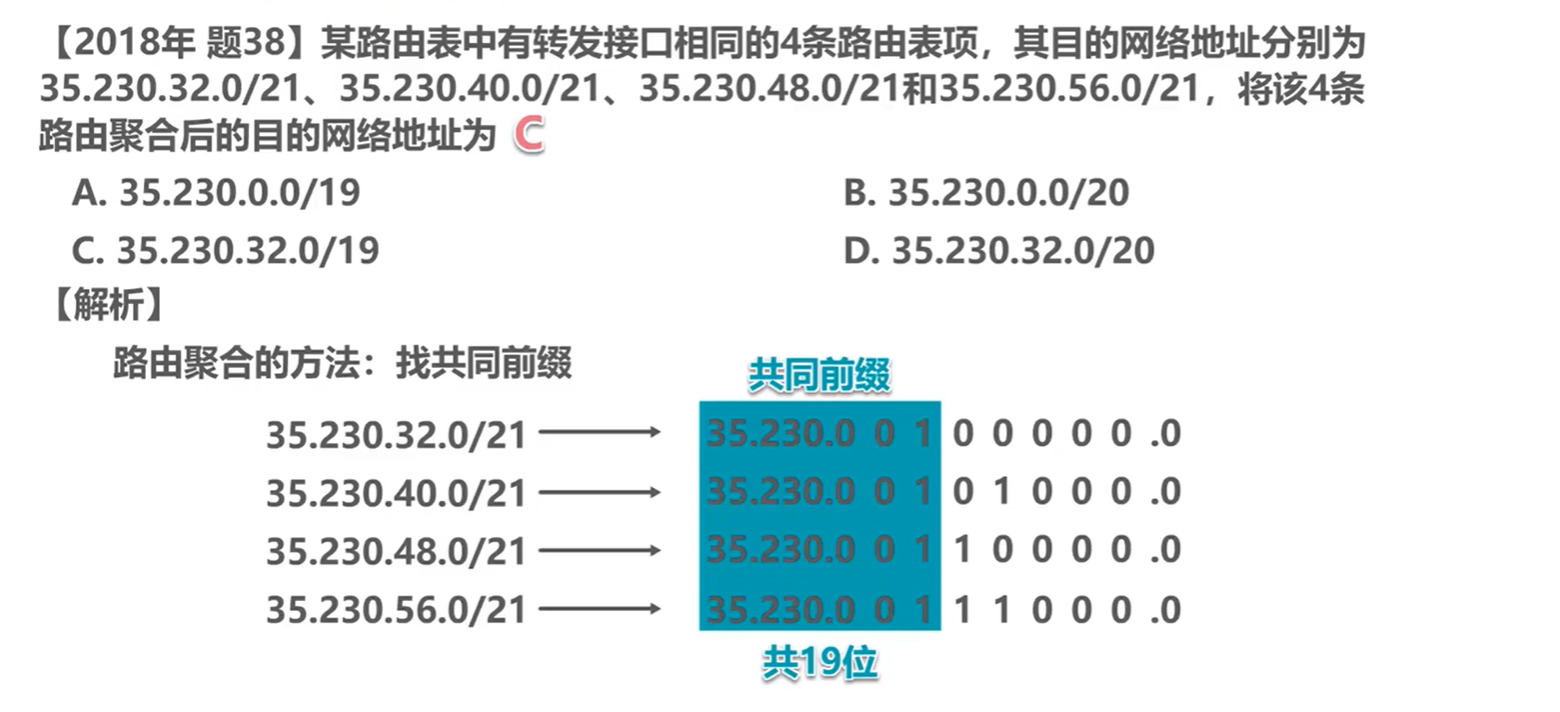 【2018年 题38】某路由表中有转发接口相同的4条路由表项，其目的网络地址分别为
35.230.32.0/21、35.230.40.0/21、35.230.48.0/21和35.230.56.0/21，将该4条
路由聚合后的目的网络地址为 C
A. 35.230.0.0/19 B. 35.230.0.0/20
C. 35.230.32.0/19 D. 35.230.32.0/20
【解析】
路由聚合的方法：找共同前缀
共同前缀
35.230.32.0/21 35.230.0 0 1 0 0 0 0 0 .0
35.230.40.0/21 35.230.0 0 1 0 1 0 0 0 .0
35.230.48.0/21 35.230.0 0 1 1 0 0 0 0 .0
35.230.56.0/21 35.230.0 0 1 1 1 0 0 0 .0
共19位